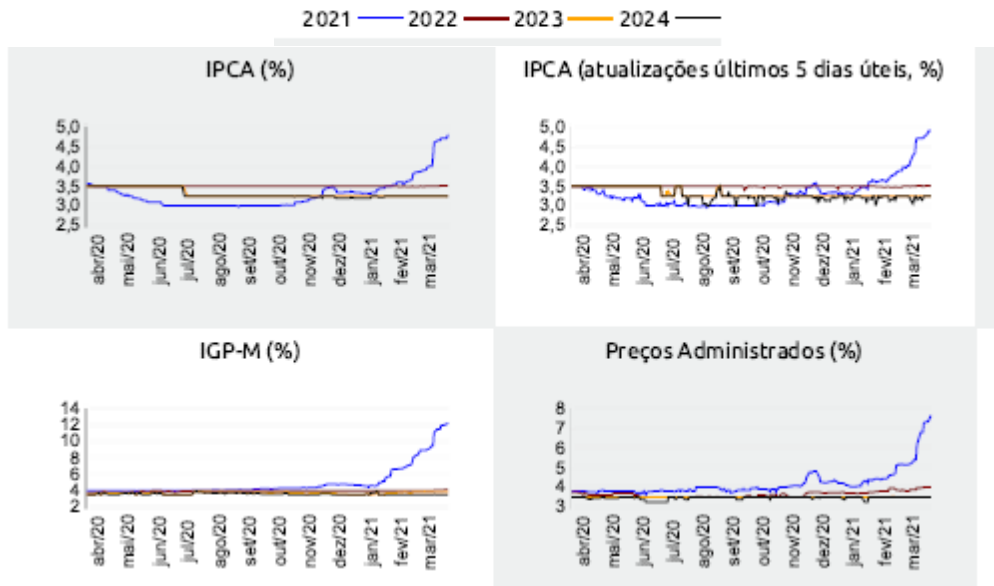 2021 2022 2023 2024
IPCA (%)
5,0
4,5
4,0
3,5
3,0
2,5
abr/20 mai/20 jun/20 jul/20 ago/20 set/20 out/20 nov/20 dez/20 jan/21 fev/21 mar/21
IPCA (atualizações últimos 5 dias úteis, %)
5,0
4,5
4,0
3,5
3,0
2,5
abr/20 mai/20 jun/20 jul/20 ago/20 set/20 out/20 nov/20 dez/20 jan/21 fev/21 mar/21
IGP-M (%)
14
12
10
8
6
4
2
abr/20 mai/20 jun/20 jul/20 ago/20 set/20 out/20 nov/20 dez/20 jan/21 fev/21 mar/21
Preços Administrados (%)
8
7
6
5
4
3
abr/20 mai/20 jun/20 jul/20 ago/20 set/20 out/20 nov/20 dez/20 jan/21 fev/21 mar/21